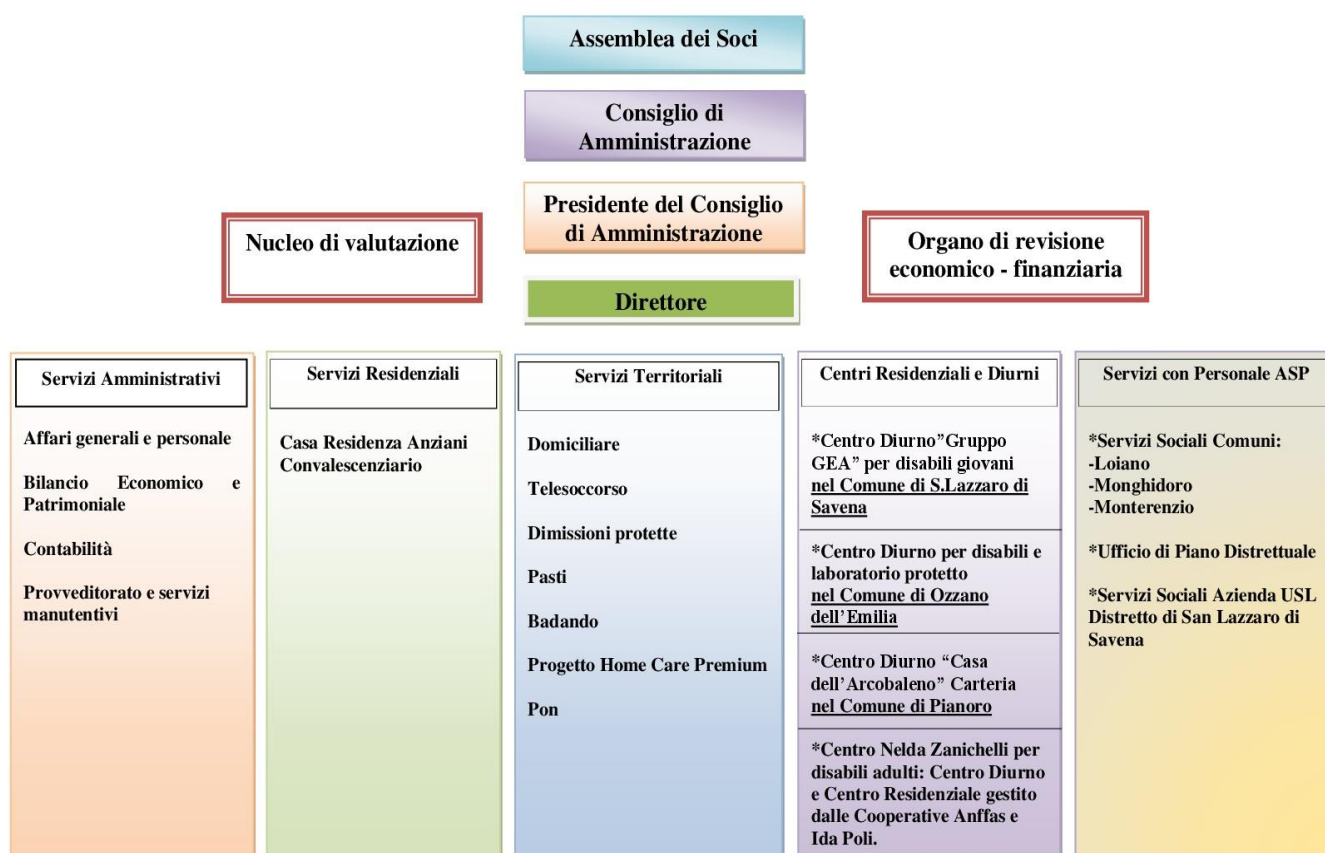 Assemblea dei Soci
Consiglio di
Amministrazione
Presidente del Consiglio
di Amministrazione
Nucleo di valutazione
Organo di revisione
economico - finanziaria
Direttore
Servizi Amministrativi
Affari generali e personale
Bilancio Economico e
Patrimoniale
Contabilità
Provveditorato e servizi
manutentivi
Servizi Residenziali
Casa Residenza Anziani
Convalescenziario
Servizi Territoriali
Domiciliare
Telesoccorso
Dimissioni protette
Pasti
Badando
Progetto Home Care Premium
Pon
Centri Residenziali e Diurni
*Centro Diurno"Gruppo
GEA" per disabili giovani
nel Comune di S.Lazzaro di
Savena
*Centro Diurno per disabili e
laboratorio protetto
nel Comune di Ozzano
dell'Emilia
*Centro Diurno "Casa
dell'Arcobaleno" Carteria
nel Comune di Pianoro
*Centro Nelda Zanichelli per
disabili adulti: Centro Diurno
e Centro Residenziale gestito
dalle Cooperative Anffas e
Ida Poli.
Servizi con Personale ASP
*Servizi Sociali Comuni:
-Loiano
-Monghidoro
-Monterenzio
*Ufficio di Piano Distrettuale
*Servizi Sociali Azienda USL
Distretto di San Lazzaro di
Savena